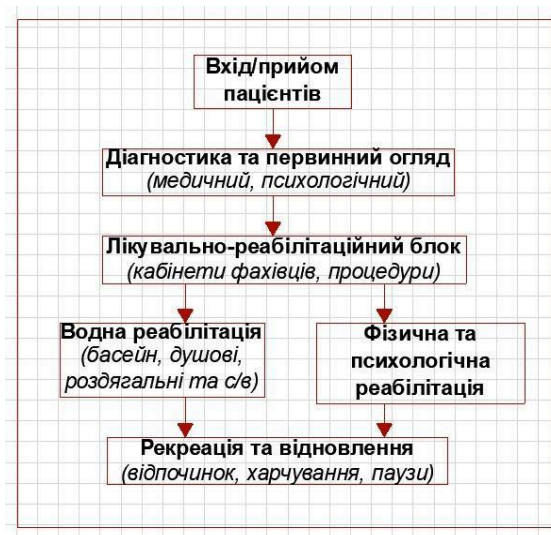 Вхід/прийом
пацієнтів
Діагностика та первинний огляд
(медичний, психологічний)
Лікувально-реабілітаційний блок
(кабінети фахівців, процедури)
Водна реабілітація
(басейн, душові,
роздягальні та с/в)
Фізична та
психологічна
реабілітація
Рекреація та відновлення
(відпочинок, харчування, паузи)